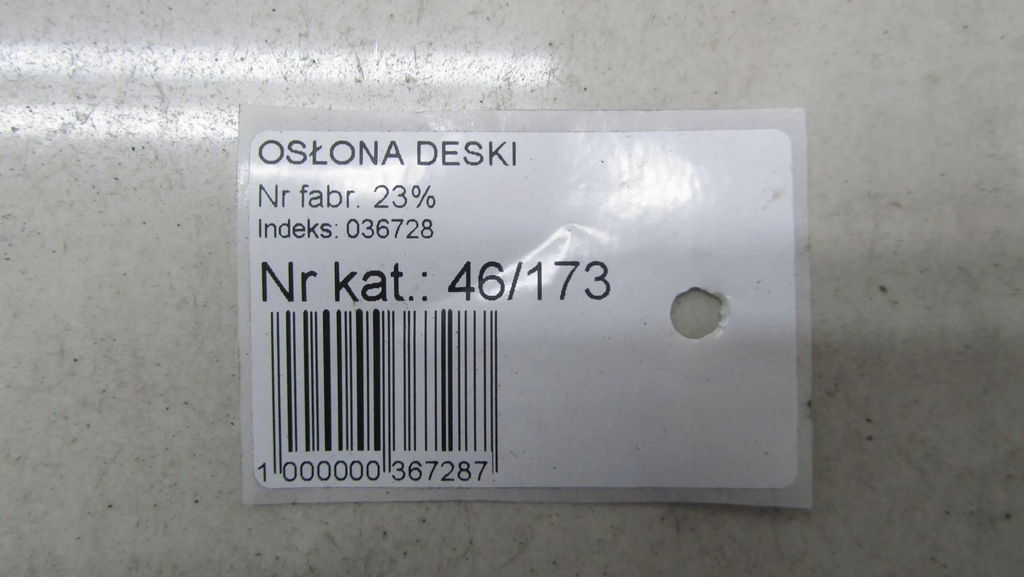 OSŁONA DESKI
Nr fabr. 23%
Indeks: 036728
Nr kat.: 46/173
1 000000 367287